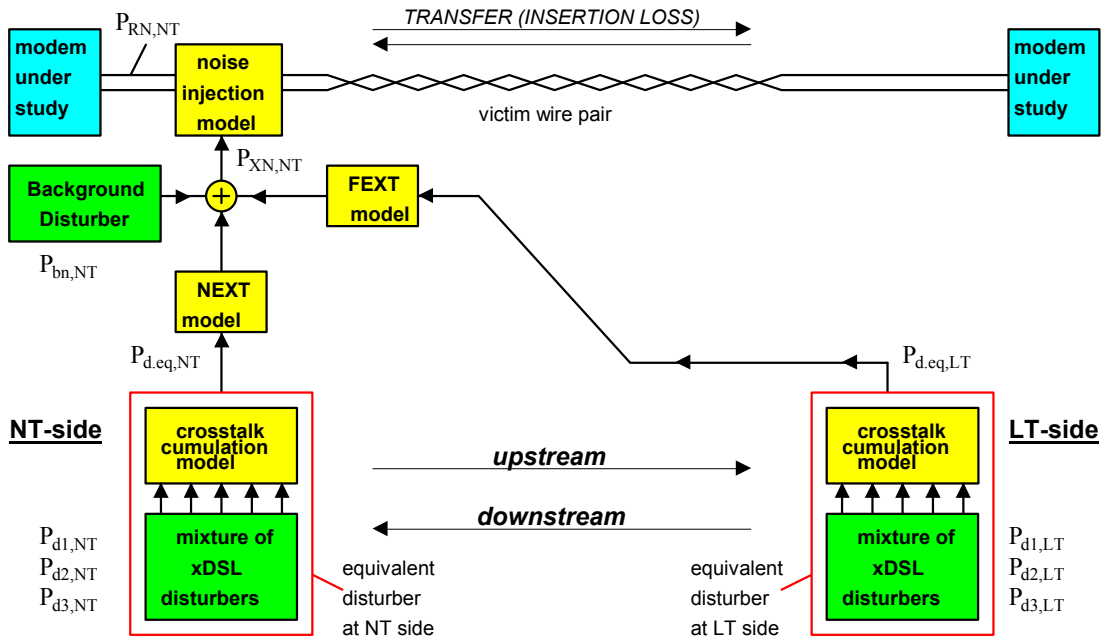 TRANSFER (INSERTION LOSS)
P_RN,NT
modem
under
study
noise
injection
model
modem
under
study
victim wire pair
P_XN,NT
Background
Disturber
+
FEXT
model
P_bn,NT
NEXT
model
P_d.eq,NT
P_d.eq,LT
NT-side
crosstalk
cumulation
model
upstream
crosstalk
cumulation
model
LT-side
downstream
P_d1,NT
P_d2,NT
P_d3,NT
mixture of
xDSL
disturbers
equivalent
disturber
at NT side
equivalent
disturber
at LT side
mixture of
xDSL
disturbers
P_d1,LT
P_d2,LT
P_d3,LT